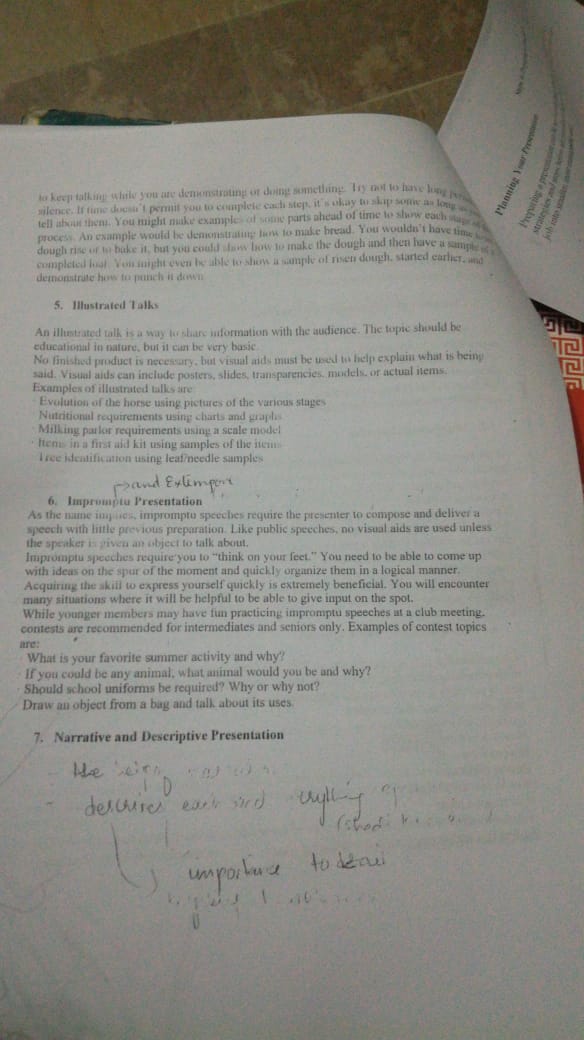 to keep talking while you are demonstrating or doing something. Try not to have long
silence. If time doesn't permit you to complete each step, it's okay to skip some as long as
tell about them. You might make examples of some parts ahead of time to show each stage of
process. An example would be demonstrating how to make bread. You wouldn't have time
dough rise or to bake it, but you could show how to make the dough and then have a sample of
completed loaf. You might even be able to show a sample of risen dough, started earlier, and
demonstrate how to punch it down.
5. Illustrated Talks
An illustrated talk is a way to share information with the audience. The topic should be
educational in nature, but it can be very basic.
No finished product is necessary, but visual aids must be used to help explain what is being
said. Visual aids can include posters, slides, transparencies, models, or actual items.
Examples of illustrated talks are
Evolution of the horse using pictures of the various stages
Nutritional requirements using charts and graphs
Milking parlor requirements using a scale model
Items in a first aid kit using samples of the items
Tree identification using leaf/needle samples
and Extempore
6. Impromptu Presentation
As the name implies, impromptu speeches require the presenter to compose and deliver a
speech with little previous preparation. Like public speeches, no visual aids are used unless
the speaker is given an object to talk about.
Impromptu speeches require you to "think on your feet." You need to be able to come up
with ideas on the spur of the moment and quickly organize them in a logical manner.
Acquiring the skill to express yourself quickly is extremely beneficial. You will encounter
many situations where it will be helpful to be able to give input on the spot.
While younger members may have fun practicing impromptu speeches at a club meeting,
contests are recommended for intermediates and seniors only. Examples of contest topics
are:
What is your favorite summer activity and why?
If you could be any animal, what animal would you be and why?
Should school uniforms be required? Why or why not?
Draw an object from a bag and talk about its uses.
7. Narrative and Descriptive Presentation
the
describes each and
importance to detail
Planning Your Presentation
Preparing a presentation
strategies and
job into smaller